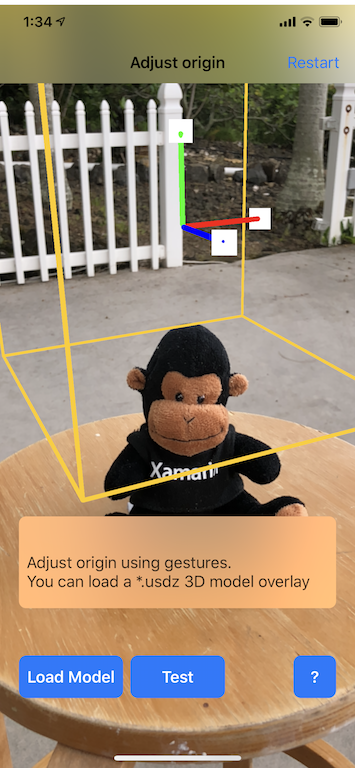 1:34
Adjust origin
Restart
Xamarin
Adjust origin using gestures.
You can load a *.usdz 3D model overlay
Load Model
Test
?